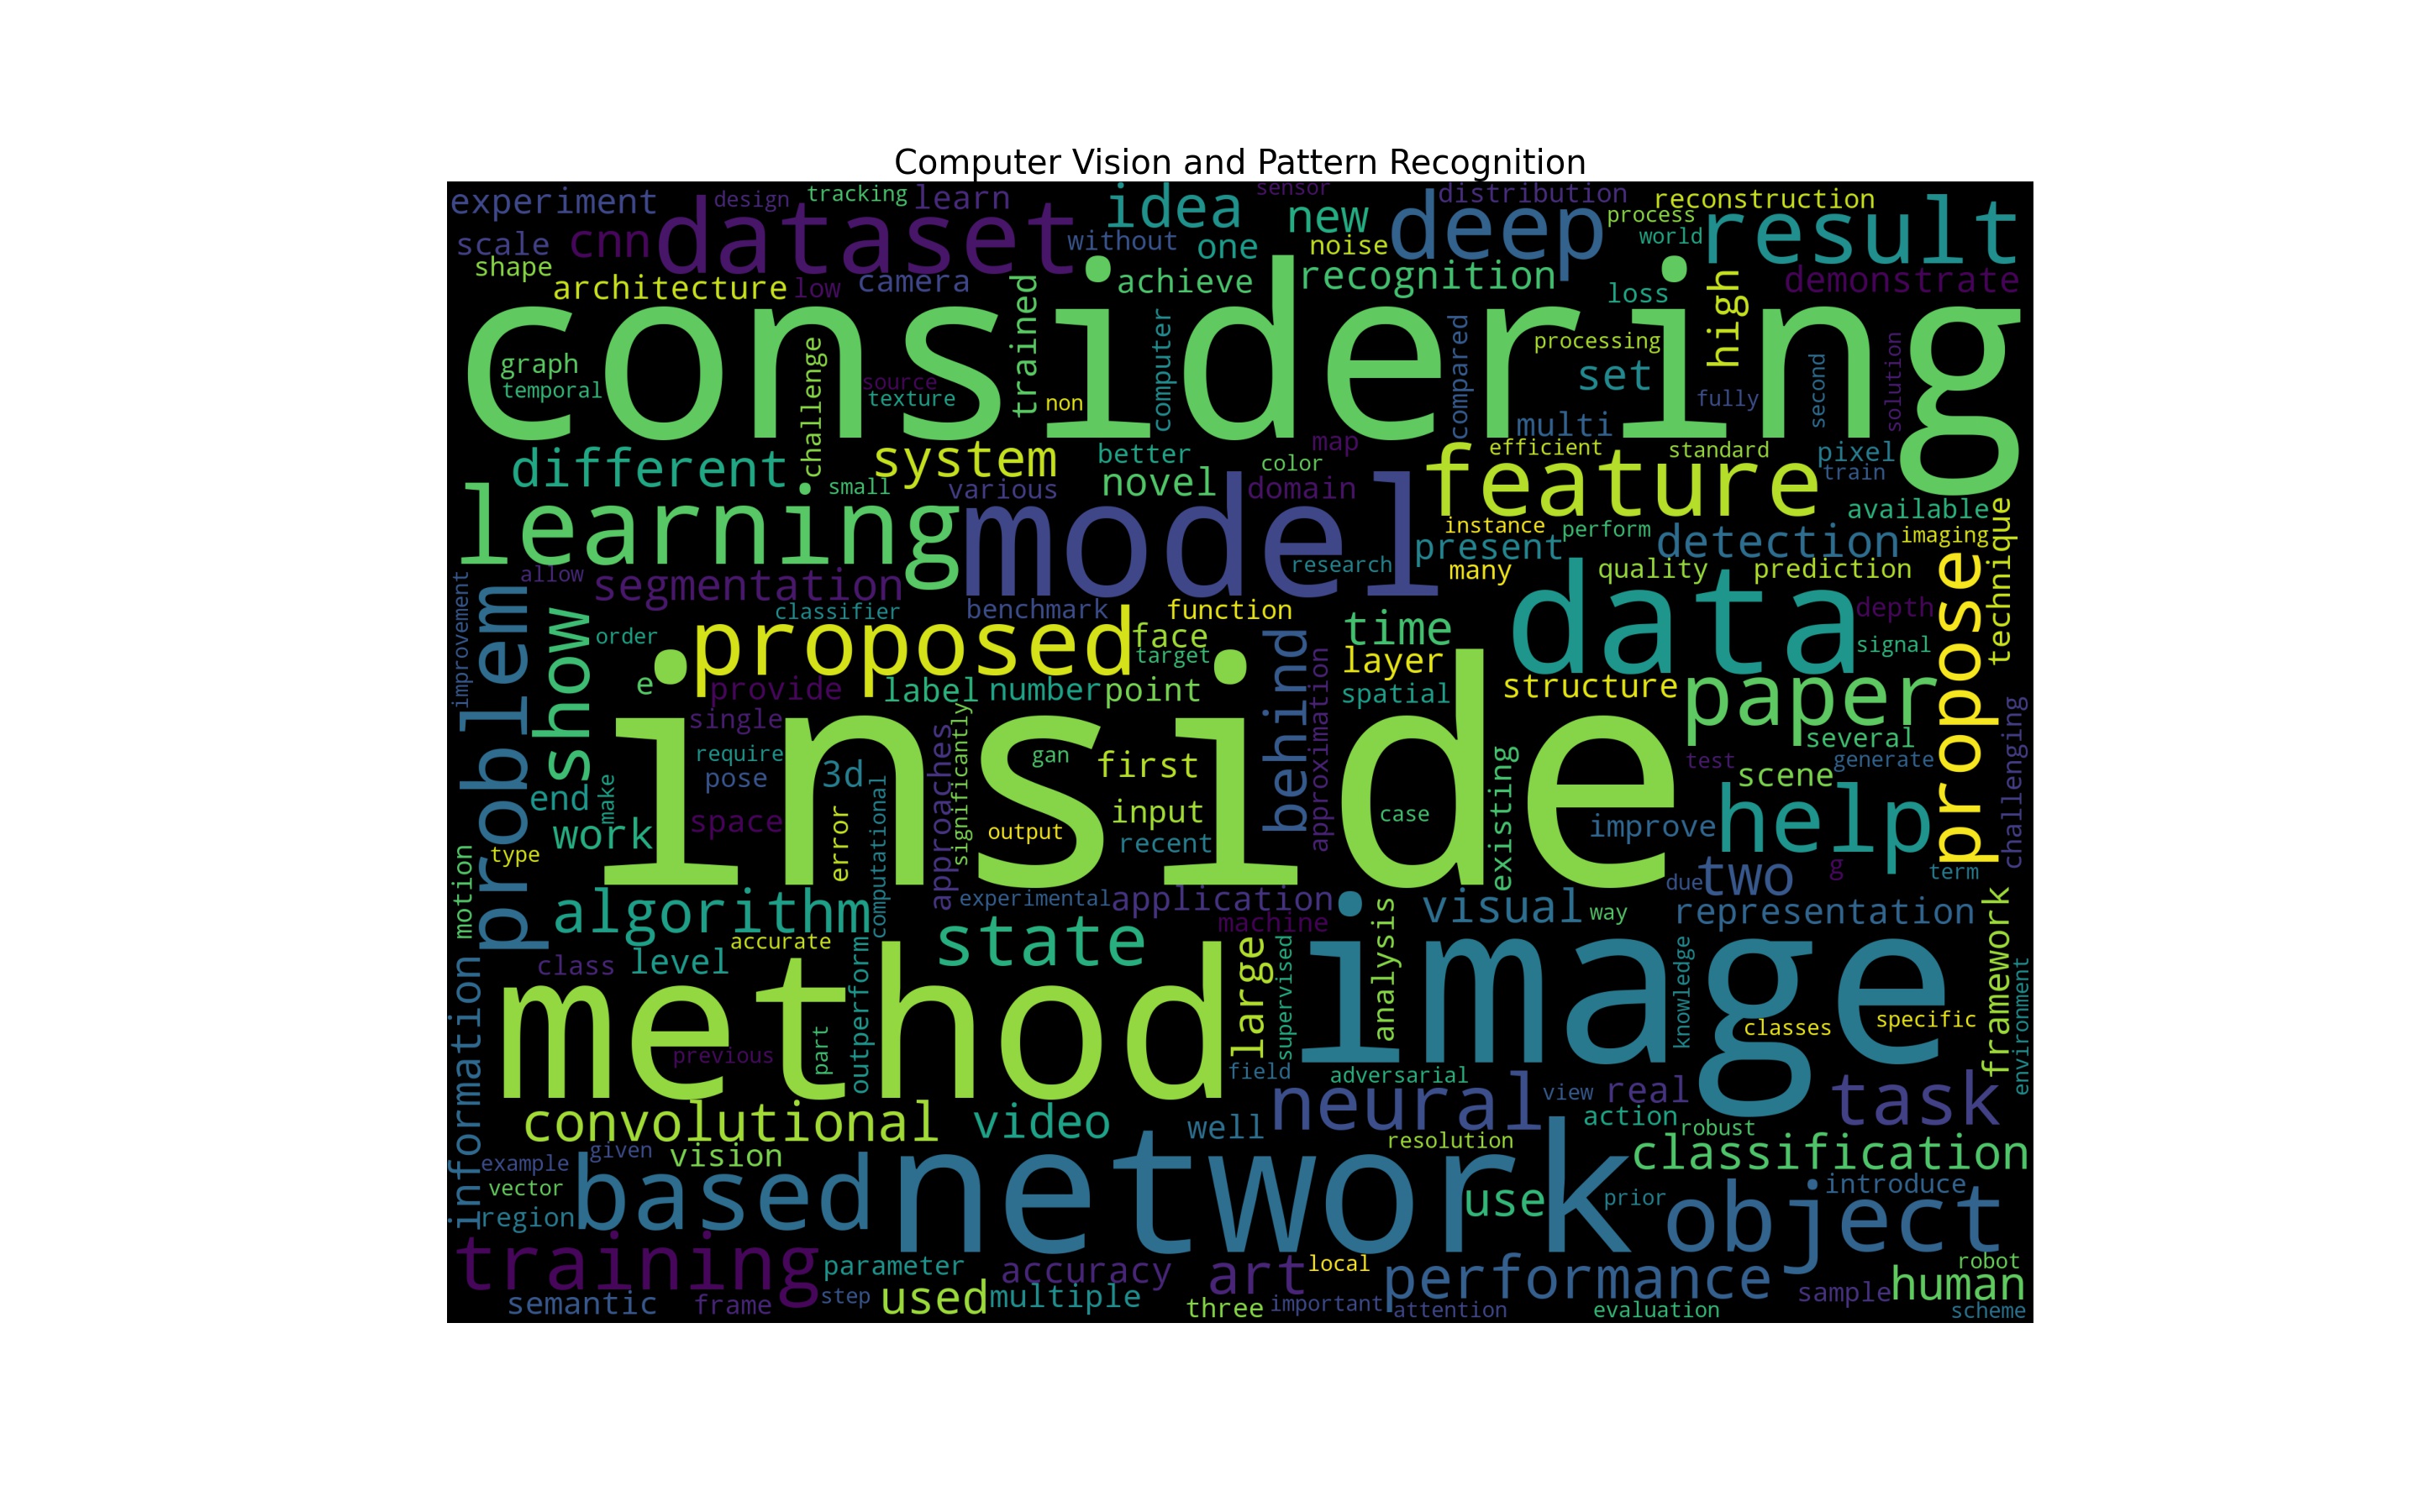 Computer Vision and Pattern Recognition
experiment
dataset
design
tracking
learn
idea
sensor
new
deep
distribution
process
reconstruction
result
scale
cnn
without
one
noise
world
shape
architecture
low
camera
achieve
recognition
loss
high
demonstrate
considering
trained
computer
compared
processing
graph
temporal
challenge
source
texture
non
set
fully
second
solution
multi
different
system
better
map
color
efficient
standard
pixel
train
feature
small
various
novel
domain
learning
model
instance
perform
available
imaging
technique
present
detection
research
many
quality
prediction
allow
segmentation
improvement
problem
classifier
benchmark
function
data
depth
propose
order
show
proposed
face
target
time
signal
behind
approximation
layer
e
provide
label
number
point
spatial
structure
paper
single
significantly
several
challenging
inside
require
approaches
gan
first
existing
test
scene
generate
pose
3d
computational
end
make
space
error
input
case
help
work
output
recent
improve
type
motion
two
g
term
due
experimental
application
algorithm
machine
analysis
visual
way
representation
framework
accurate
state
image
class
level
outperform
large
supervised
knowledge
environment
information
method
previous
part
classes
specific
field
adversarial
neural
view
real
task
convolutional
video
well
action
robust
resolution
classification
example
given
vision
vector
based
network
use
prior
object
introduce
region
training
parameter
accuracy
art
local
performance
robot
semantic
frame
step
used
multiple
three
important
attention
evaluation
sample
human
scheme